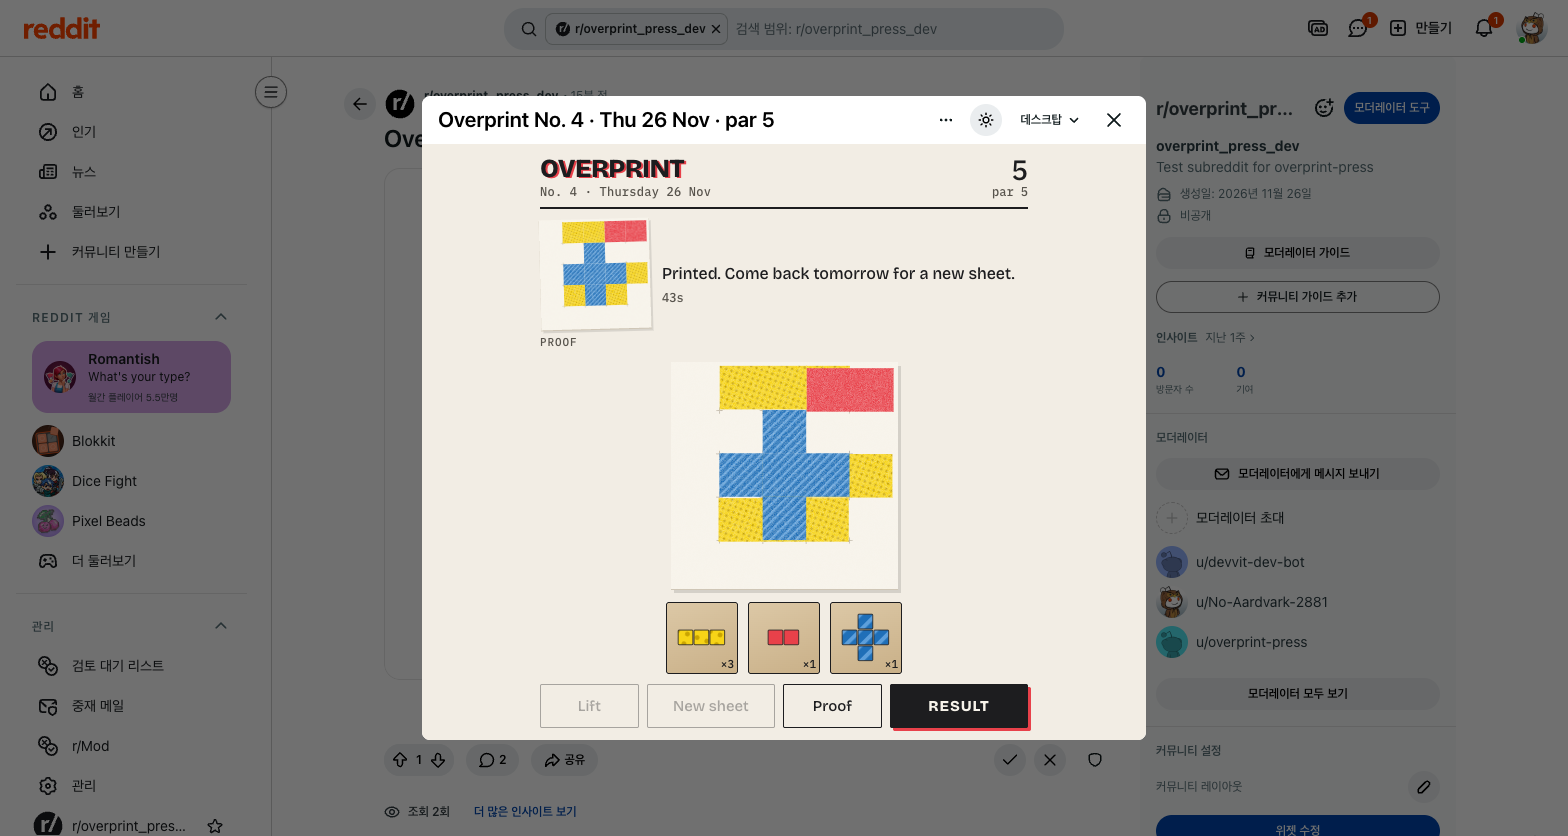 reddit
r/overprint_press_dev
검색 범위: r/overprint_press_dev
AD
1
만들기
1
홈
인기
뉴스
둘러보기
커뮤니티 만들기
REDDIT 게임
Romantish
What's your type?
월간 플레이어 5.5만명
Blokkit
Dice Fight
Pixel Beads
더 둘러보기
관리
검토 대기 리스트
중재 메일
r/Mod
관리
r/overprint_pres...
r/overprint_press_dev · 15분 전
Ove
Overprint No. 4 · Thu 26 Nov · par 5
데스크탑
OVERPRINT
5
No. 4 · Thursday 26 Nov
par 5
Printed. Come back tomorrow for a new sheet.
43s
PROOF
×3
×1
×1
Lift
New sheet
Proof
RESULT
1
2
공유
조회 2회
더 많은 인사이트 보기
r/overprint_pr...
모더레이터 도구
overprint_press_dev
Test subreddit for overprint-press
생성일: 2026년 11월 26일
비공개
모더레이터 가이드
커뮤니티 가이드 추가
인사이트 지난 1주
0
0
방문자 수
기여
모더레이터
모더레이터에게 메시지 보내기
모더레이터 초대
u/devvit-dev-bot
u/No-Aardvark-2881
u/overprint-press
모더레이터 모두 보기
커뮤니티 설정
커뮤니티 레이아웃
위젯 수정